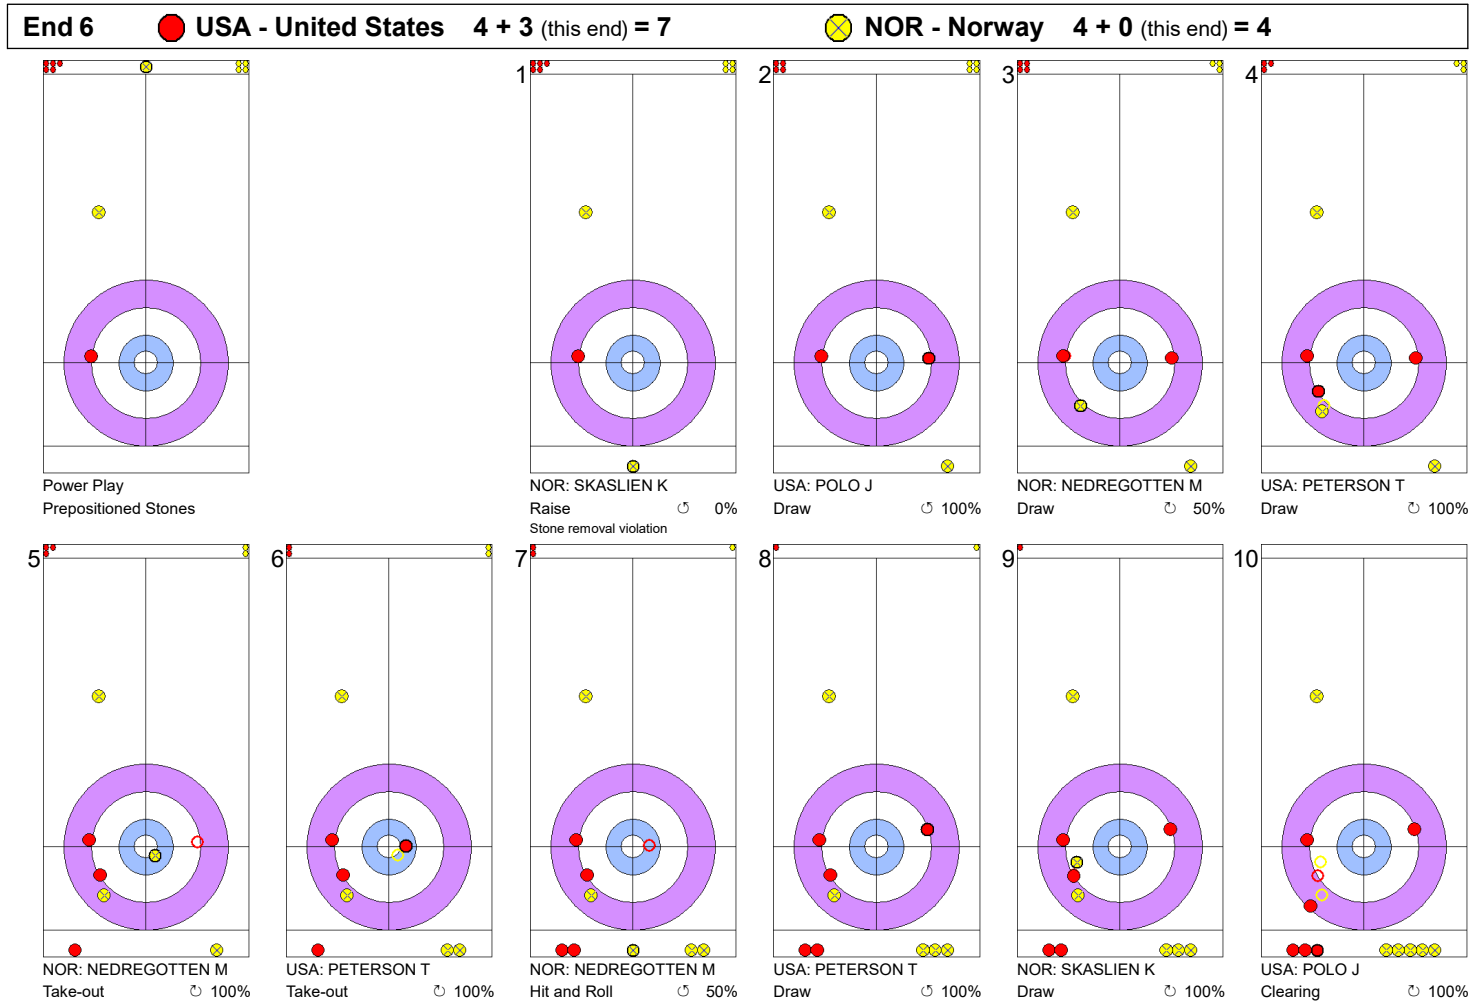 End 6 USA - United States 4 + 3 (this end) = 7 NOR - Norway 4 + 0 (this end) = 4
1 2 3 4
Power Play
Prepositioned Stones
NOR: SKASLIEN K
Raise ↺ 0%
Stone removal violation
USA: POLO J
Draw ↺ 100%
NOR: NEDREGOTTEN M
Draw ↻ 50%
USA: PETERSON T
Draw ↻ 100%
5 6 7 8 9 10
NOR: NEDREGOTTEN M
Take-out ↻ 100%
USA: PETERSON T
Take-out ↻ 100%
NOR: NEDREGOTTEN M
Hit and Roll ↺ 50%
USA: PETERSON T
Draw ↺ 100%
NOR: SKASLIEN K
Draw ↺ 100%
USA: POLO J
Clearing ↻ 100%